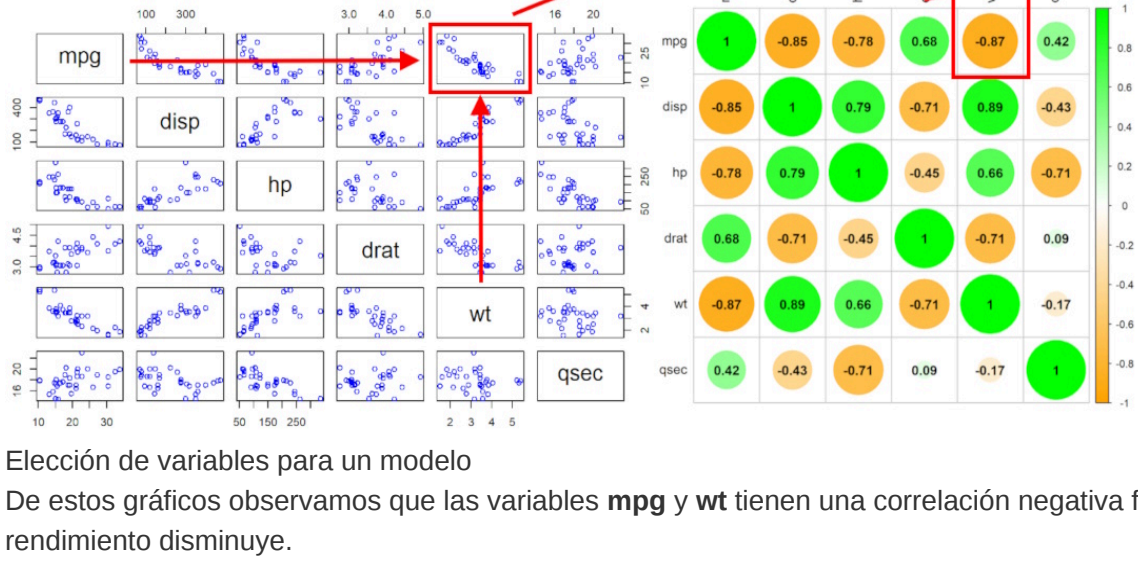 100 300 3.0 4.0 5.0 16 20
mpg 10 25
100 400 disp
hp 50 250
3.0 4.5 drat
wt 2 4
16 20 qsec
10 20 30 50 150 250 2 3 4 5
mpg 1 -0.85 -0.78 0.68 -0.87 0.42
disp -0.85 1 0.79 -0.71 0.89 -0.43
hp -0.78 0.79 1 -0.45 0.66 -0.71
drat 0.68 -0.71 -0.45 1 -0.71 0.09
wt -0.87 0.89 0.66 -0.71 1 -0.17
qsec 0.42 -0.43 -0.71 0.09 -0.17 1
1
0.8
0.6
0.4
0.2
0
-0.2
-0.4
-0.6
-0.8
-1
Elección de variables para un modelo
De estos gráficos observamos que las variables mpg y wt tienen una correlación negativa f
rendimiento disminuye.